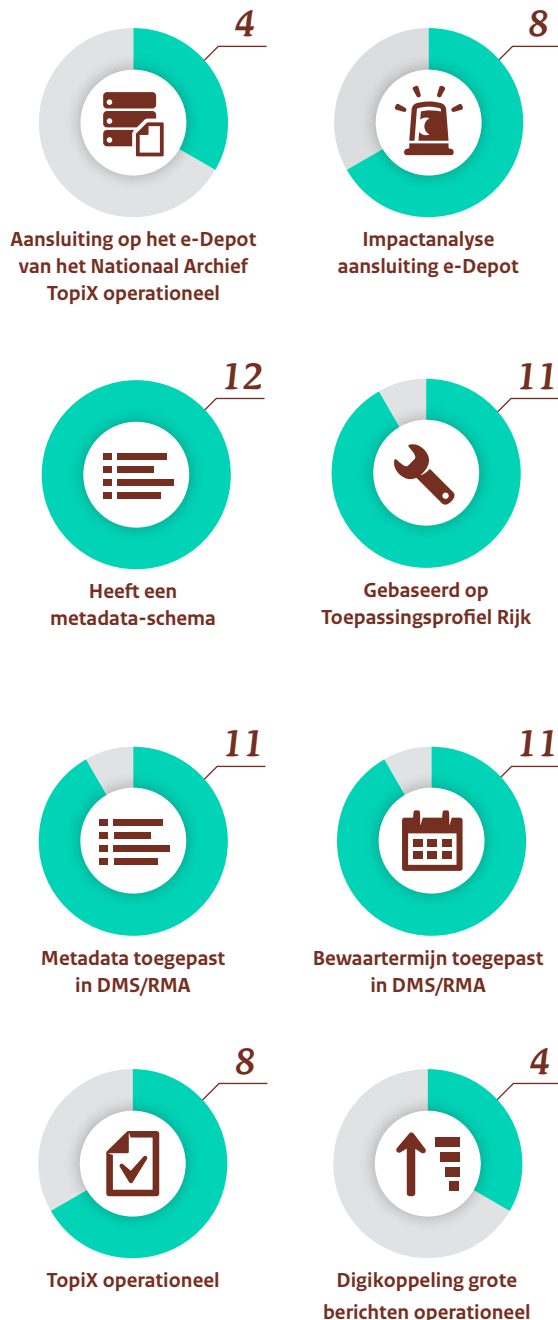 4
Aansluiting op het e-Depot
van het Nationaal Archief
TopiX operationeel
8
Impactanalyse
aansluiting e-Depot
12
Heeft een
metadata-schema
11
Gebaseerd op
Toepassingsprofiel Rijk
11
Metadata toegepast
in DMS/RMA
11
Bewaartermijn toegepast
in DMS/RMA
8
TopiX operationeel
4
Digikoppeling grote
berichten operationeel